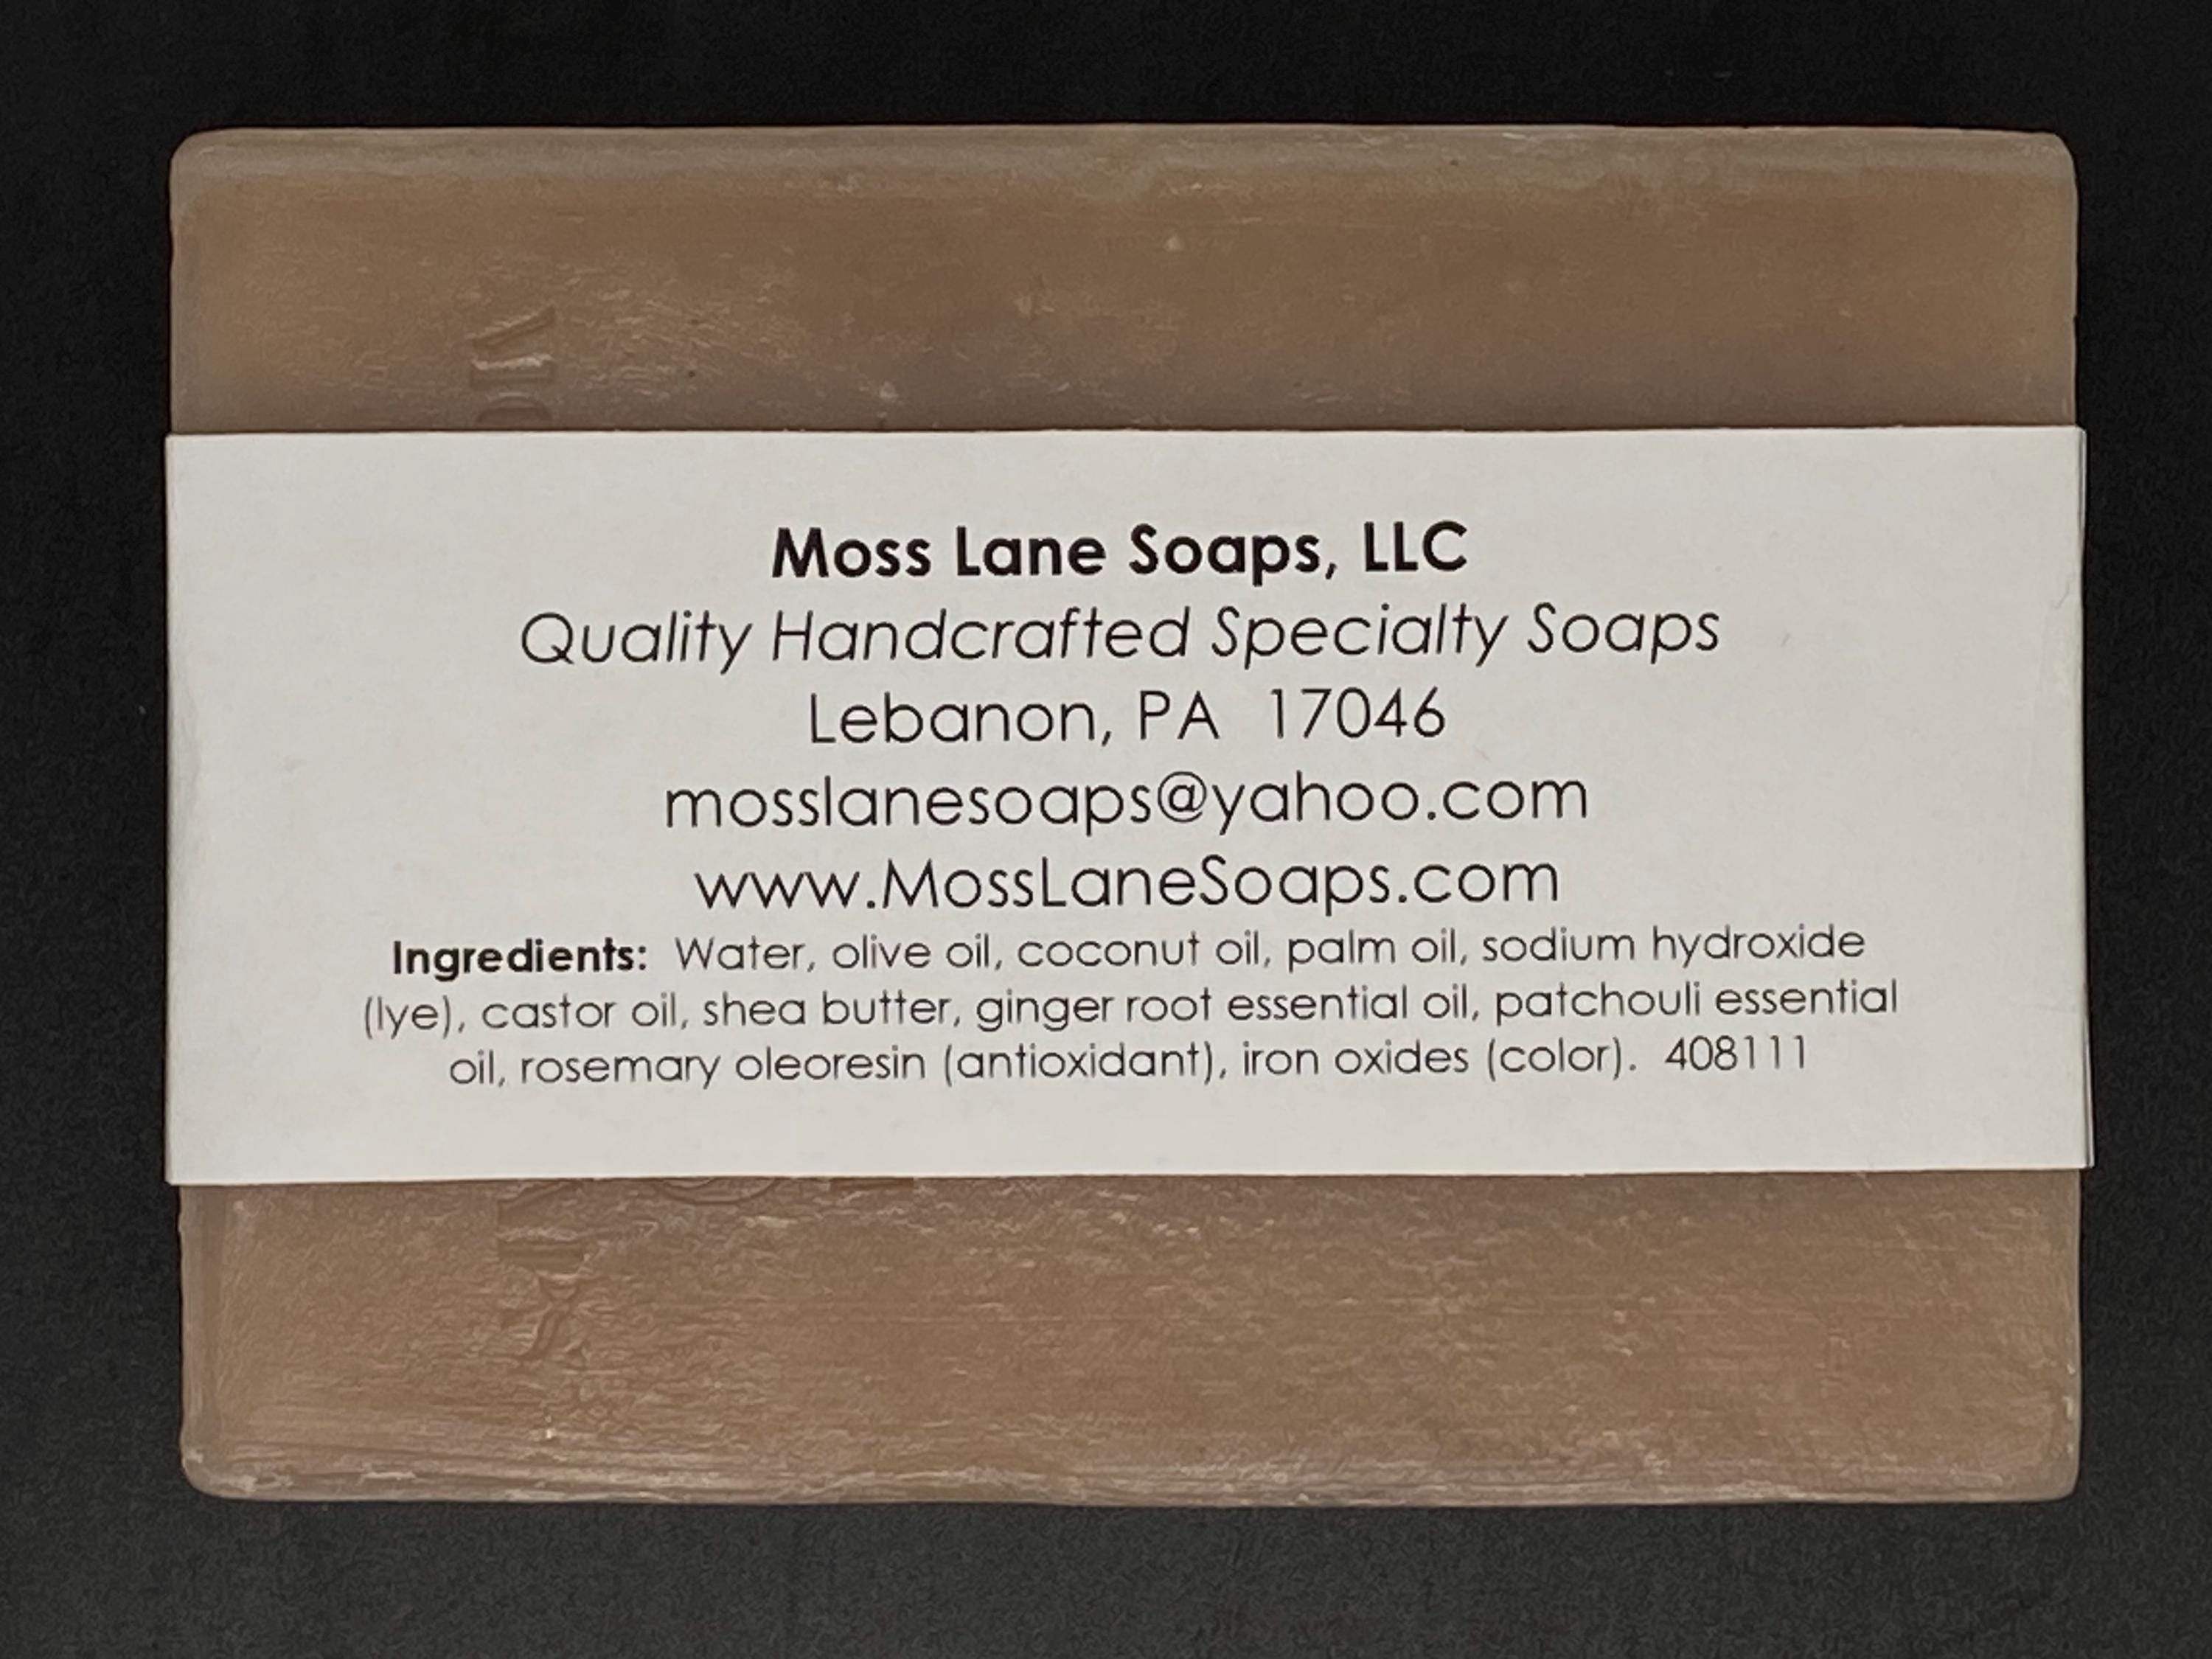 Moss Lane Soaps, LLC
Quality Handcrafted Specialty Soaps
Lebanon, PA  17046
mosslanesoaps@yahoo.com
www.MossLaneSoaps.com
Ingredients:  Water, olive oil, coconut oil, palm oil, sodium hydroxide
(lye), castor oil, shea butter, ginger root essential oil, patchouli essential
oil, rosemary oleoresin (antioxidant), iron oxides (color).  408111